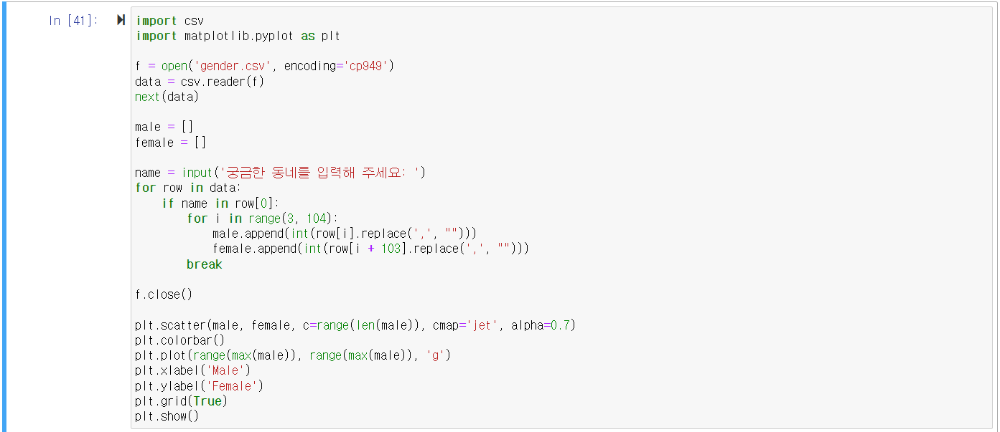 In [41]:
import csv
import matplotlib.pyplot as plt

f = open('gender.csv', encoding='cp949')
data = csv.reader(f)
next(data)

male = []
female = []

name = input('궁금한 동네를 입력해 주세요: ')
for row in data:
    if name in row[0]:
        for i in range(3, 104):
            male.append(int(row[i].replace(',', "")))
            female.append(int(row[i + 103].replace(',', "")))
        break

f.close()

plt.scatter(male, female, c=range(len(male)), cmap='jet', alpha=0.7)
plt.colorbar()
plt.plot(range(max(male)), range(max(male)), 'g')
plt.xlabel('Male')
plt.ylabel('Female')
plt.grid(True)
plt.show()